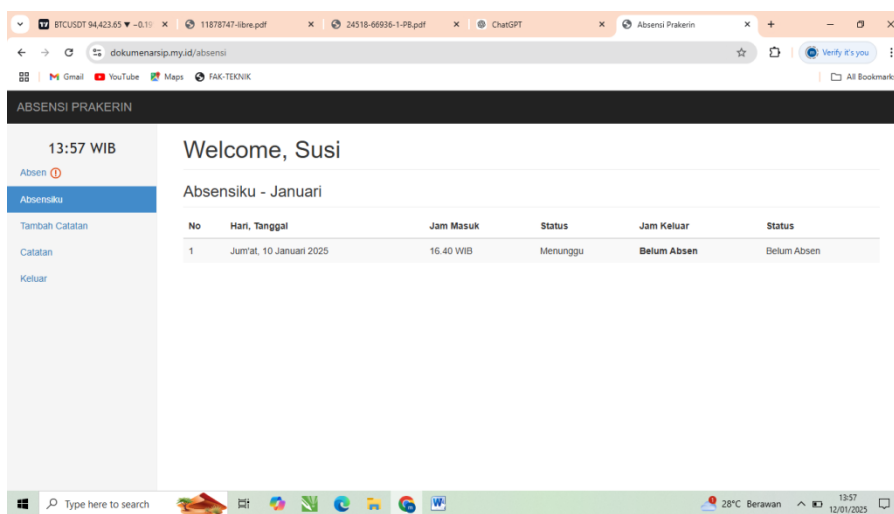 BTCUSDT 94,423.65 ▼ −0.19
11878747-libre.pdf
24518-66936-1-PB.pdf
ChatGPT
Absensi Prakerin
dokumenarsip.my.id/absensi
Verify it's you
Gmail
YouTube
Maps
FAK-TEKNIK
All Bookmark
ABSENSI PRAKERIN
13:57 WIB
Absen
Absensiku
Tambah Catatan
Catatan
Keluar
Welcome, Susi
Absensiku - Januari
No Hari, Tanggal Jam Masuk Status Jam Keluar Status
1 Jum'at, 10 Januari 2025 16.40 WIB Menunggu Belum Absen Belum Absen
Type here to search
28°C Berawan
13:57
12/01/2025